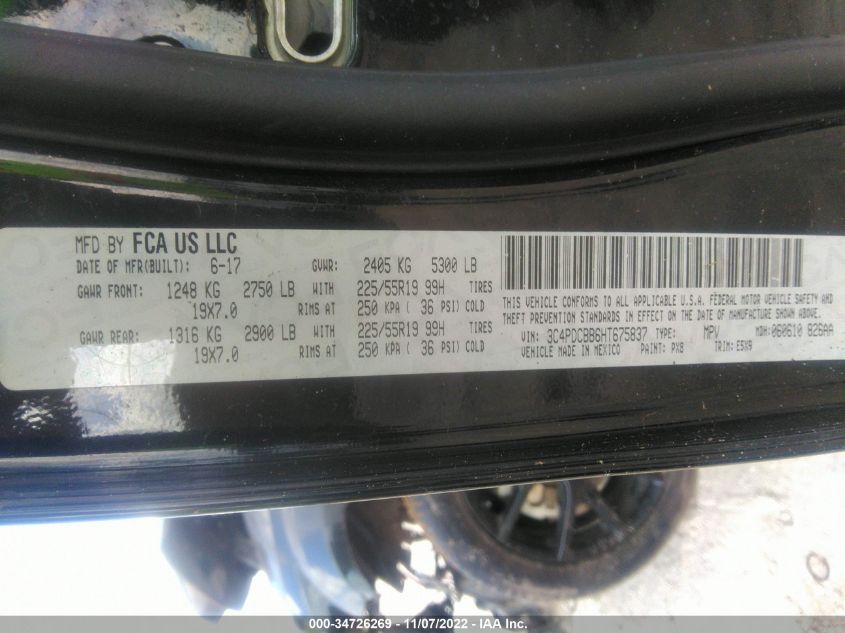 MFD BY FCA US LLC
DATE OF MFR(BUILT): 6-17 GVWR: 2405 KG 5300 LB
GAWR FRONT: 1248 KG 2750 LB WITH 225/55R19 99H TIRES
19X7.0 RIMS AT 250 KPA ( 36 PSI) COLD
GAWR REAR: 1316 KG 2900 LB WITH 225/55R19 99H TIRES
19X7.0 RIMS AT 250 KPA ( 36 PSI) COLD
THIS VEHICLE CONFORMS TO ALL APPLICABLE U.S.A. FEDERAL MOTOR VEHICLE SAFETY AND
THEFT PREVENTION STANDARDS IN EFFECT ON THE DATE OF MANUFACTURE SHOWN ABOVE.
VIN: 3C4PDCBB6HT675837 TYPE: MPV MDH: 060610 826AA
VEHICLE MADE IN MEXICO PAINT: PX8 TRIM: E5X9
000-34726269 - 11/07/2022 - IAA Inc.